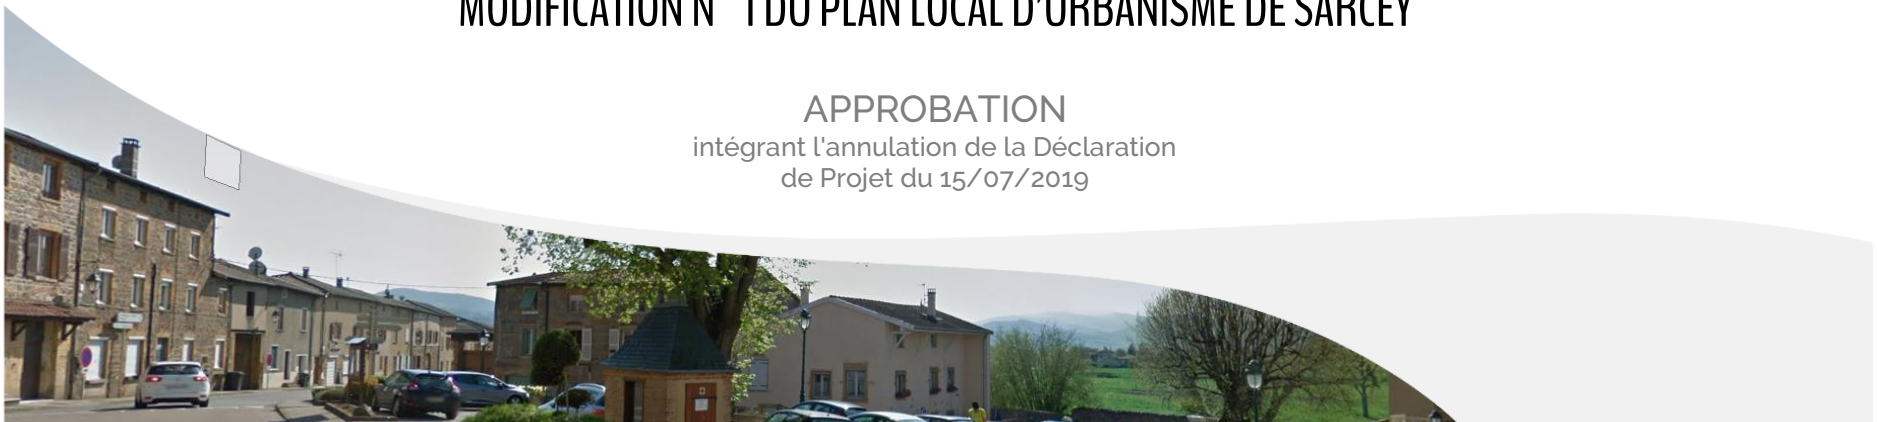 MODIFICATION N° 1 DU PLAN LOCAL D'URBANISME DE SARCEY
APPROBATION
intégrant l'annulation de la Déclaration
de Projet du 15/07/2019